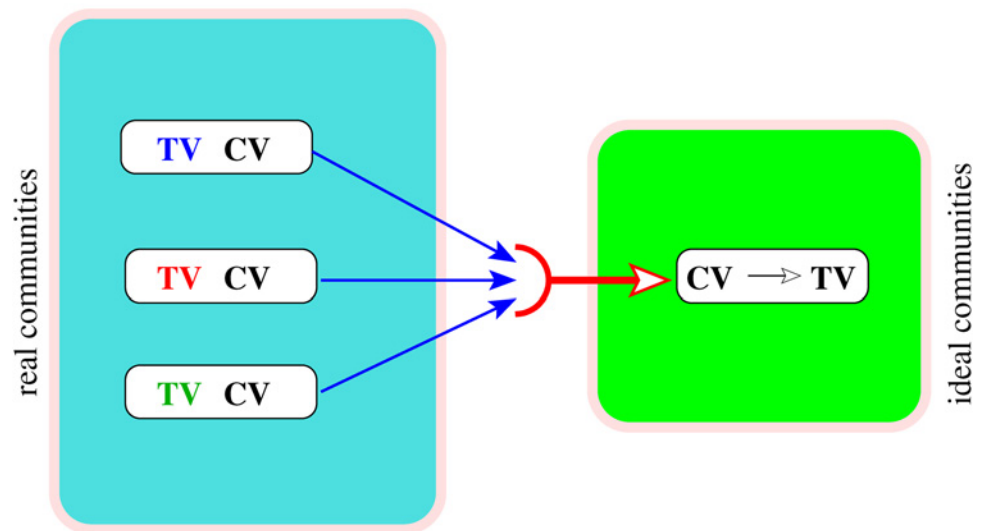 real communities
TV CV
TV CV
TV CV
CV TV
ideal communities